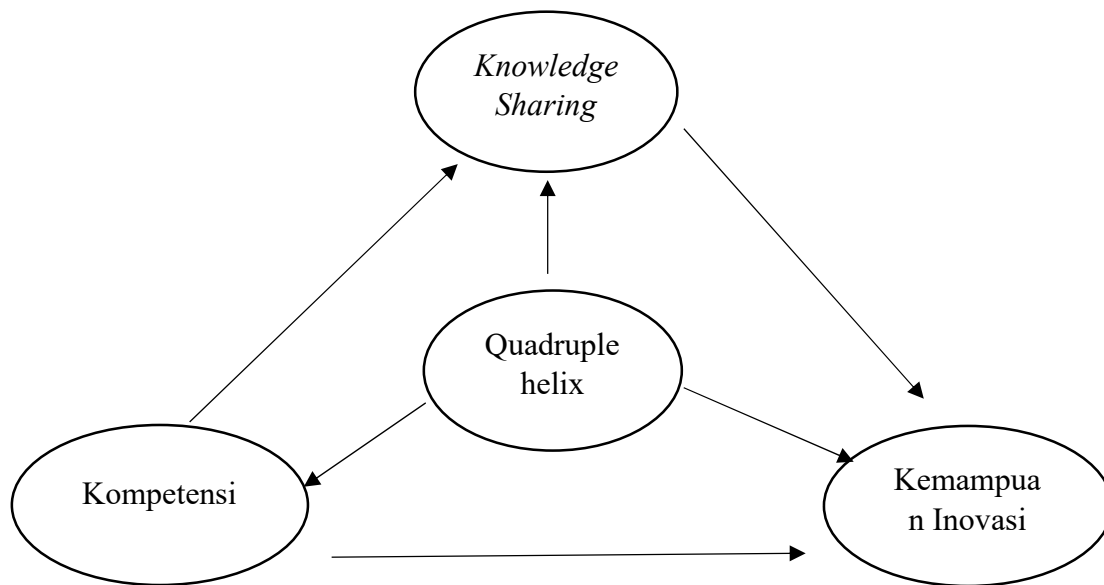 Knowledge
Sharing
Quadruple
helix
Kompetensi
Kemampua
n Inovasi